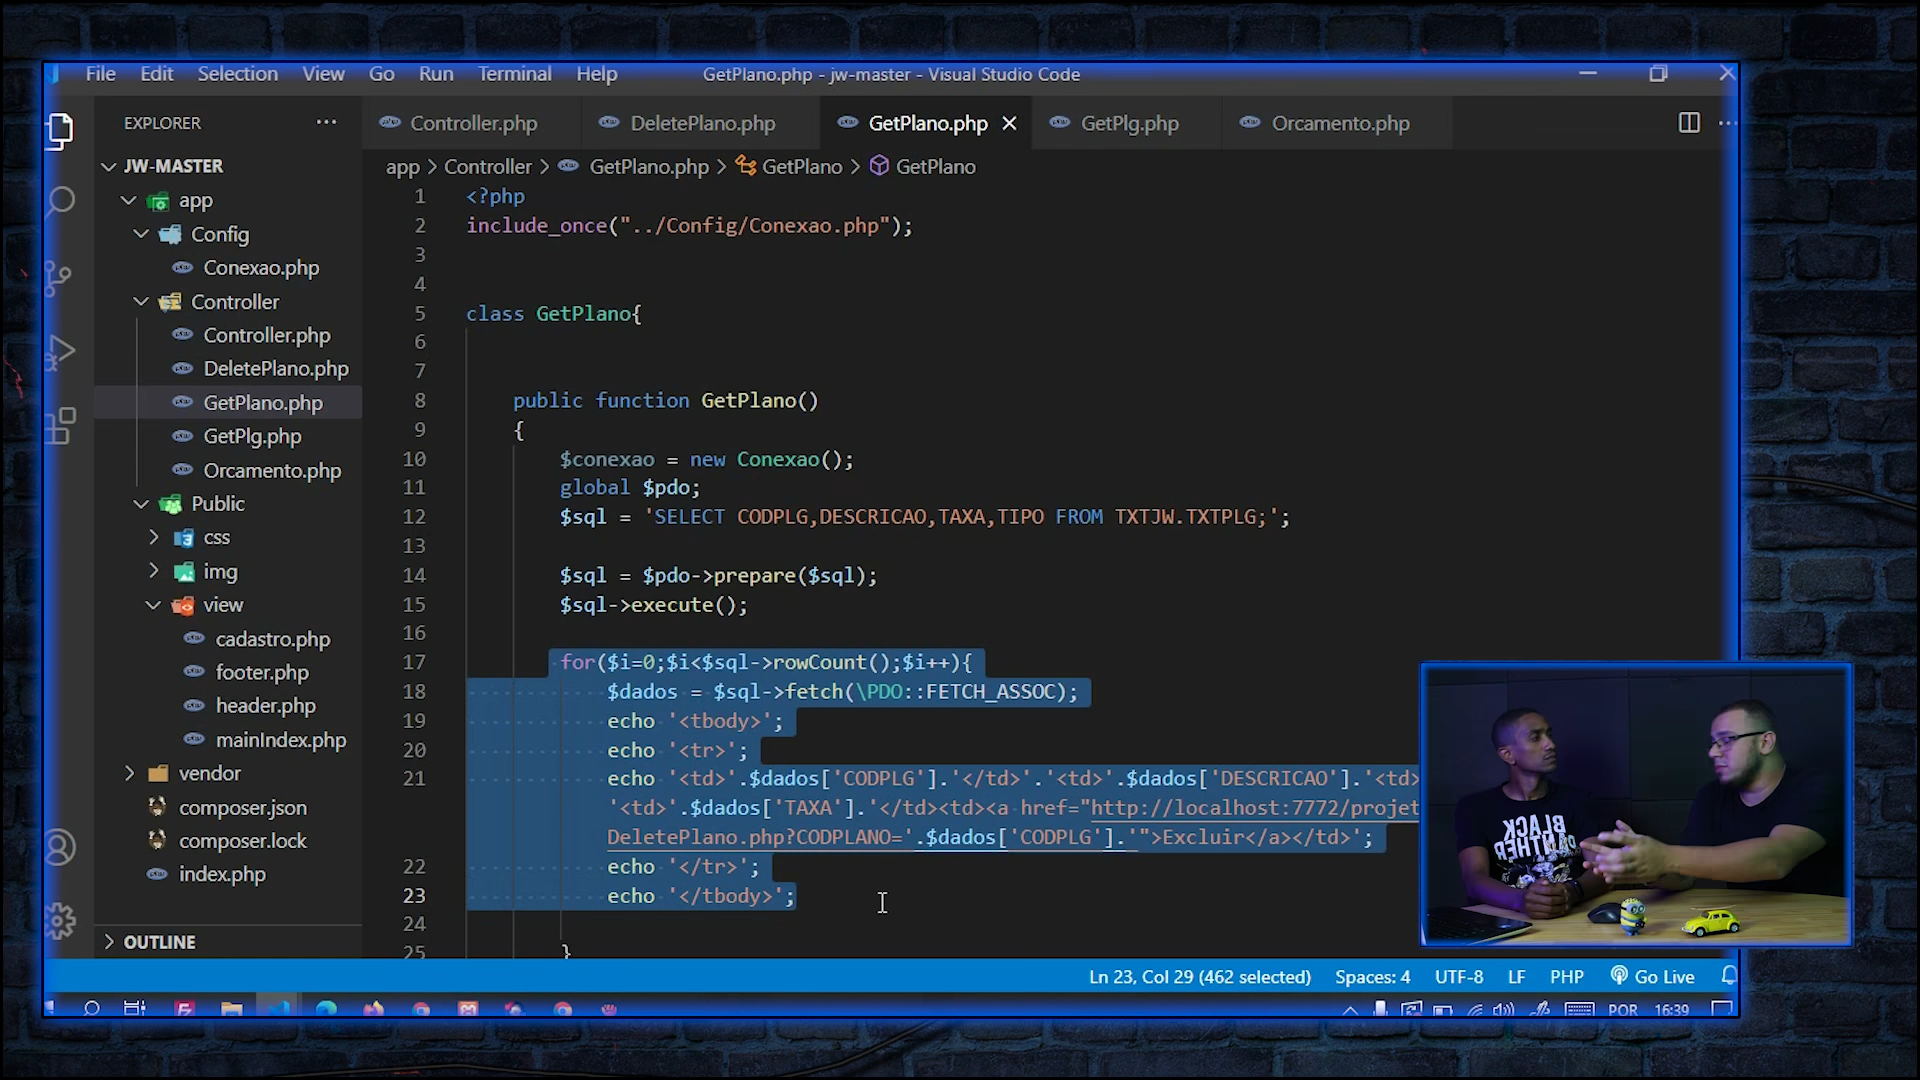 File Edit Selection View Go Run Terminal Help GetPlano.php - jw-master - Visual Studio Code
EXPLORER
Controller.php DeletePlano.php GetPlano.php GetPlg.php Orcamento.php
JW-MASTER
app
Config
Conexao.php
Controller
Controller.php
DeletePlano.php
GetPlano.php
GetPlg.php
Orcamento.php
Public
css
img
view
cadastro.php
footer.php
header.php
mainIndex.php
vendor
composer.json
composer.lock
index.php
OUTLINE
app > Controller > GetPlano.php > GetPlano > GetPlano
1 <?php
2 include_once("../Config/Conexao.php");
3
4
5 class GetPlano{
6
7
8 public function GetPlano()
9 {
10 $conexao = new Conexao();
11 global $pdo;
12 $sql = 'SELECT CODPLG,DESCRICAO,TAXA,TIPO FROM TXTJW.TXTPLG;';
13
14 $sql = $pdo->prepare($sql);
15 $sql->execute();
16
17 for($i=0;$i<$sql->rowCount();$i++){
18 $dados = $sql->fetch(\PDO::FETCH_ASSOC);
19 echo '<tbody>';
20 echo '<tr>';
21 echo '<td>'.$dados['CODPLG'].'</td>'.'<td>'.$dados['DESCRICAO'].'<td>
'<td>'.$dados['TAXA'].'</td><td><a href="http://localhost:7772/projet
DeletePlano.php?CODPLANO='.$dados['CODPLG'].'">Excluir</a></td>';
22 echo '</tr>';
23 echo '</tbody>';
24
25 }
BLACK
PANTHER
Ln 23, Col 29 (462 selected) Spaces: 4 UTF-8 LF PHP Go Live
POR 16:39